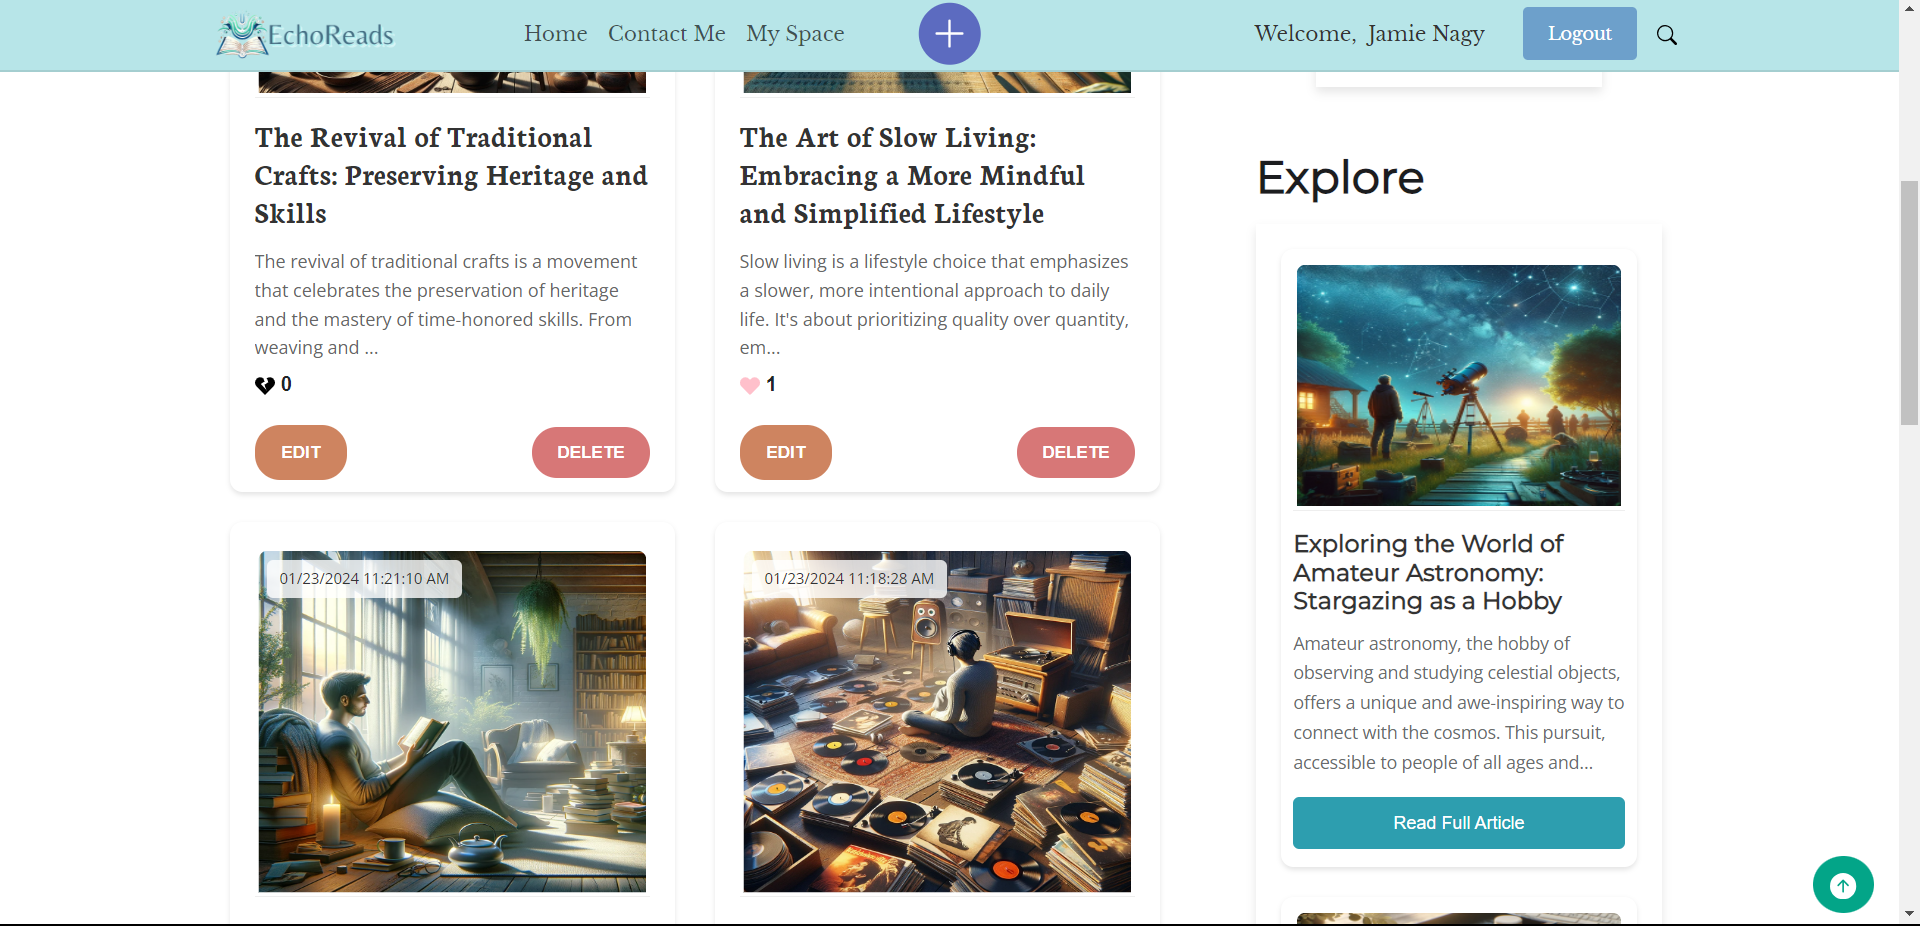 EchoReads
Home Contact Me My Space
Welcome, Jamie Nagy
Logout
The Revival of Traditional
Crafts: Preserving Heritage and
Skills
The revival of traditional crafts is a movement
that celebrates the preservation of heritage
and the mastery of time-honored skills. From
weaving and ...
0
EDIT
DELETE
The Art of Slow Living:
Embracing a More Mindful
and Simplified Lifestyle
Slow living is a lifestyle choice that emphasizes
a slower, more intentional approach to daily
life. It's about prioritizing quality over quantity,
em...
1
EDIT
DELETE
01/23/2024 11:21:10 AM
01/23/2024 11:18:28 AM
Explore
Exploring the World of
Amateur Astronomy:
Stargazing as a Hobby
Amateur astronomy, the hobby of
observing and studying celestial objects,
offers a unique and awe-inspiring way to
connect with the cosmos. This pursuit,
accessible to people of all ages and...
Read Full Article